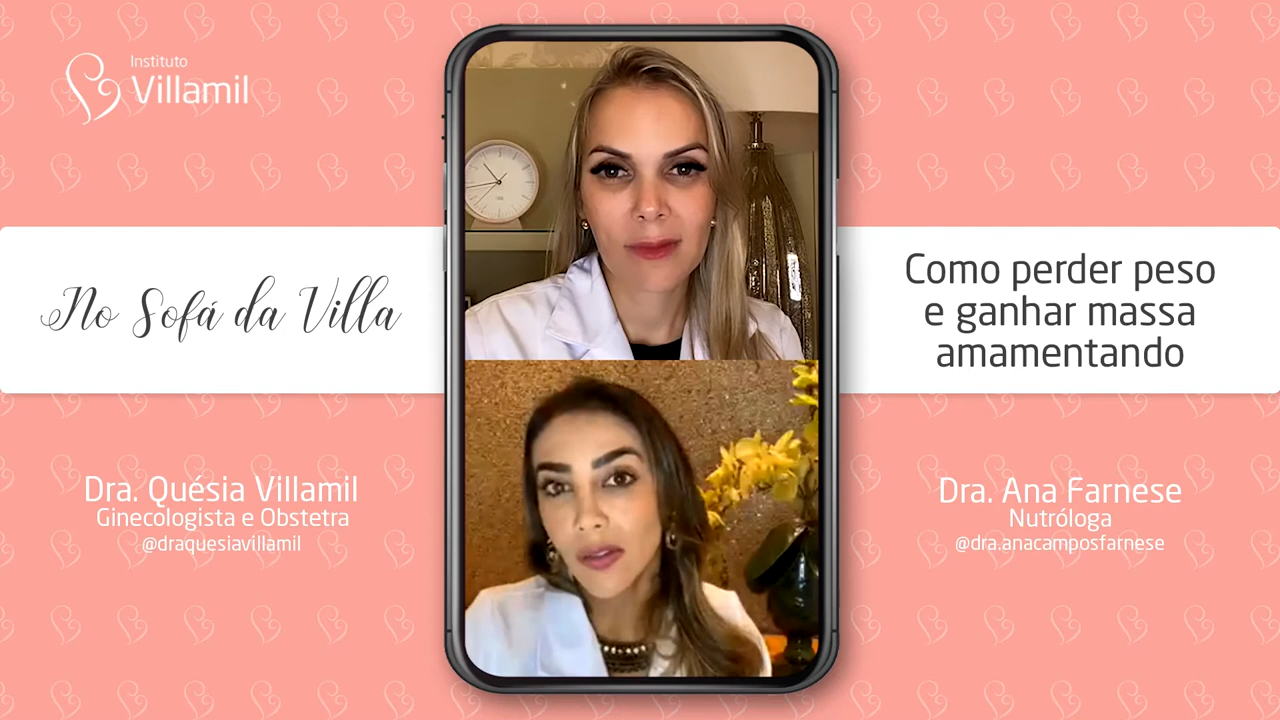 Instituto
Villamil
No Sofá da Villa
Como perder peso
e ganhar massa
amamentando
Dra. Quésia Villamil
Ginecologista e Obstetra
@draquesiavillamil
Dra. Ana Farnese
Nutróloga
@dra.anacamposfarnese